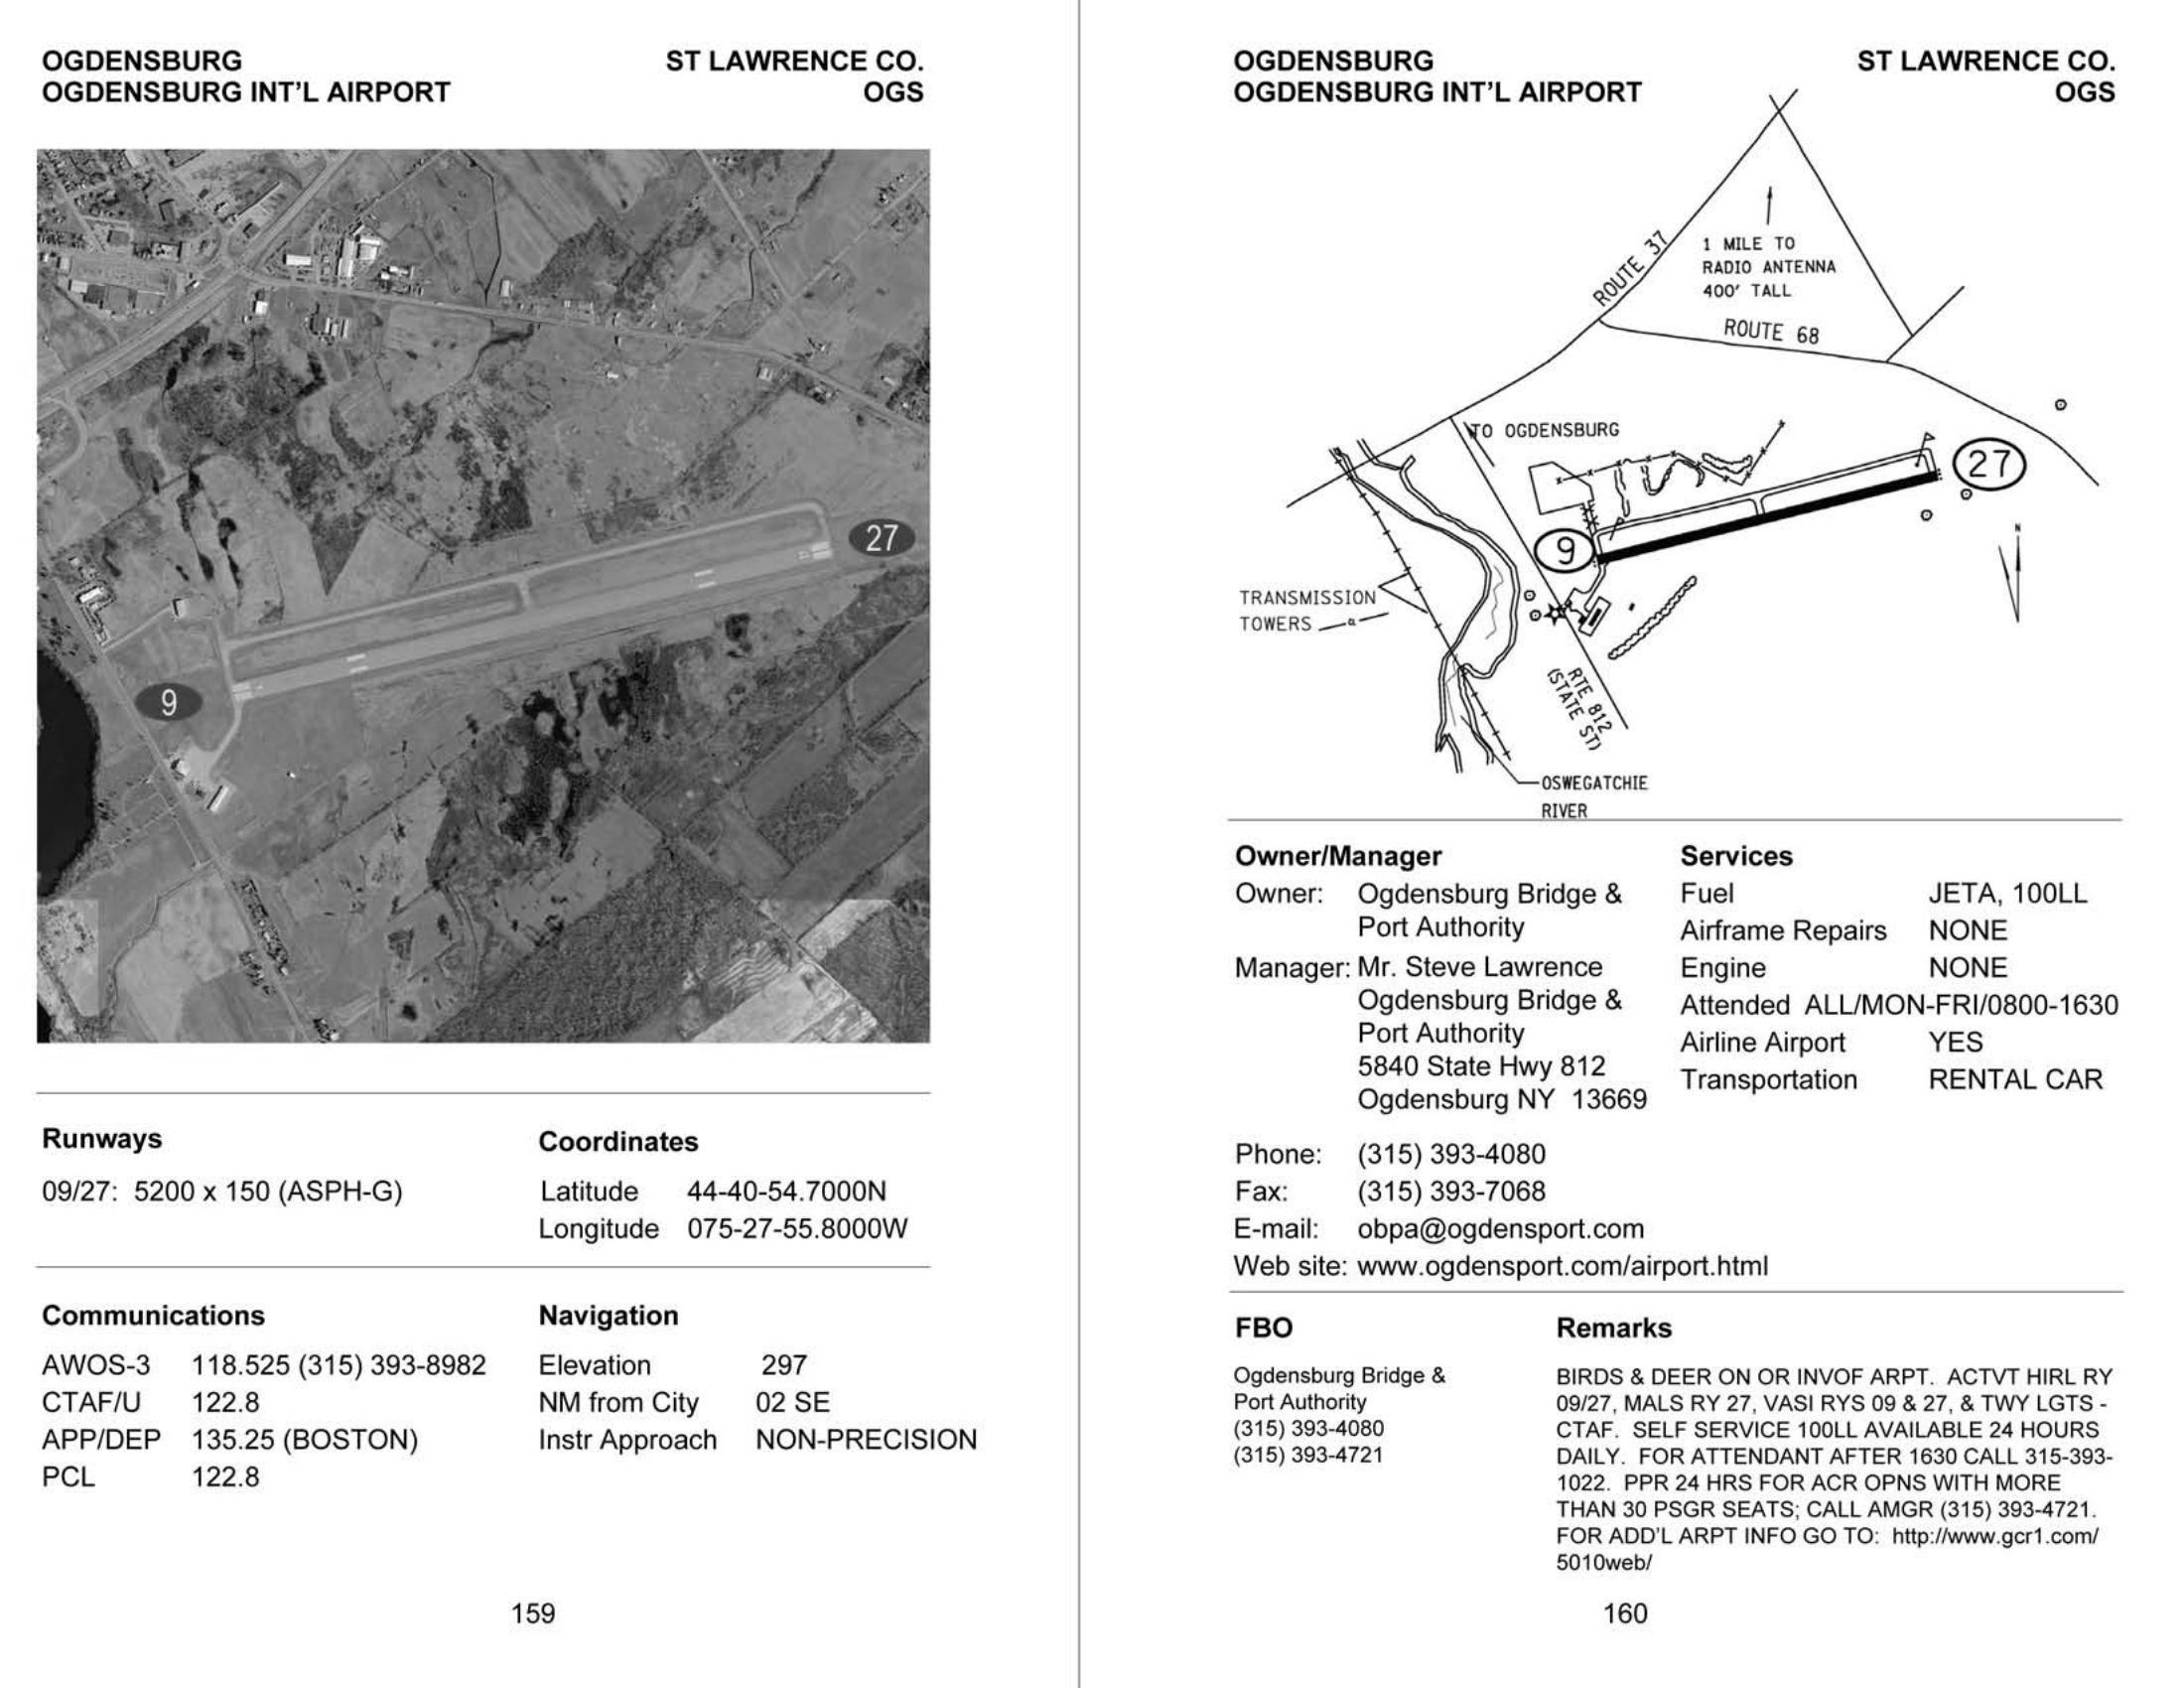 OGDENSBURG ST LAWRENCE CO.
OGDENSBURG INT'L AIRPORT OGS
27
9
Runways
09/27: 5200 x 150 (ASPH-G)
Coordinates
Latitude 44-40-54.7000N
Longitude 075-27-55.8000W
Communications
AWOS-3 118.525 (315) 393-8982
CTAF/U 122.8
APP/DEP 135.25 (BOSTON)
PCL 122.8
Navigation
Elevation 297
NM from City 02 SE
Instr Approach NON-PRECISION
159
OGDENSBURG ST LAWRENCE CO.
OGDENSBURG INT'L AIRPORT OGS
ROUTE 37
1 MILE TO
RADIO ANTENNA
400' TALL
ROUTE 68
TO OGDENSBURG
27
9
N
TRANSMISSION
TOWERS
RTE 812
(STATE ST)
OSWEGATCHIE
RIVER
Owner/Manager
Owner: Ogdensburg Bridge &
Port Authority
Manager: Mr. Steve Lawrence
Ogdensburg Bridge &
Port Authority
5840 State Hwy 812
Ogdensburg NY 13669
Services
Fuel JETA, 100LL
Airframe Repairs NONE
Engine NONE
Attended ALL/MON-FRI/0800-1630
Airline Airport YES
Transportation RENTAL CAR
Phone: (315) 393-4080
Fax: (315) 393-7068
E-mail: obpa@ogdensport.com
Web site: www.ogdensport.com/airport.html
FBO
Ogdensburg Bridge &
Port Authority
(315) 393-4080
(315) 393-4721
Remarks
BIRDS & DEER ON OR INVOF ARPT. ACTVT HIRL RY
09/27, MALS RY 27, VASI RYS 09 & 27, & TWY LGTS -
CTAF. SELF SERVICE 100LL AVAILABLE 24 HOURS
DAILY. FOR ATTENDANT AFTER 1630 CALL 315-393-
1022. PPR 24 HRS FOR ACR OPNS WITH MORE
THAN 30 PSGR SEATS; CALL AMGR (315) 393-4721.
FOR ADD'L ARPT INFO GO TO: http://www.gcr1.com/
5010web/
160